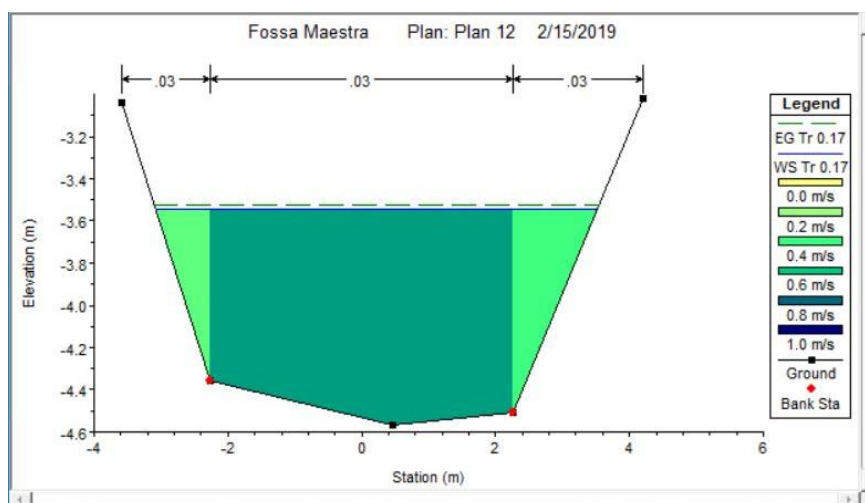 Fossa Maestra Plan: Plan 12 2/15/2019
.03 .03 .03
Legend
EG Tr 0.17
WS Tr 0.17
0.0 m/s
0.2 m/s
0.4 m/s
0.6 m/s
0.8 m/s
1.0 m/s
Ground
Bank Sta
Elevation (m)
-3.2
-3.4
-3.6
-3.8
-4.0
-4.2
-4.4
-4.6
-4 -2 0 2 4 6
Station (m)